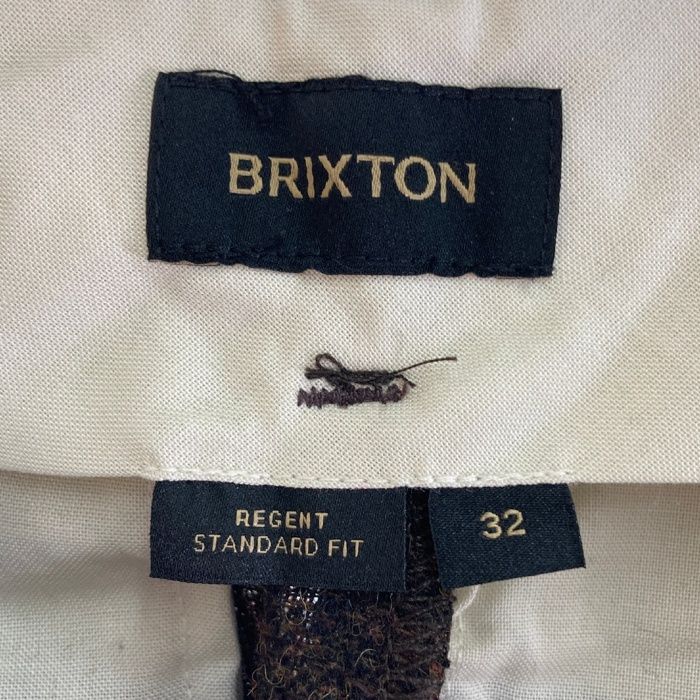 BRIXTON
REGENT
STANDARD FIT
32